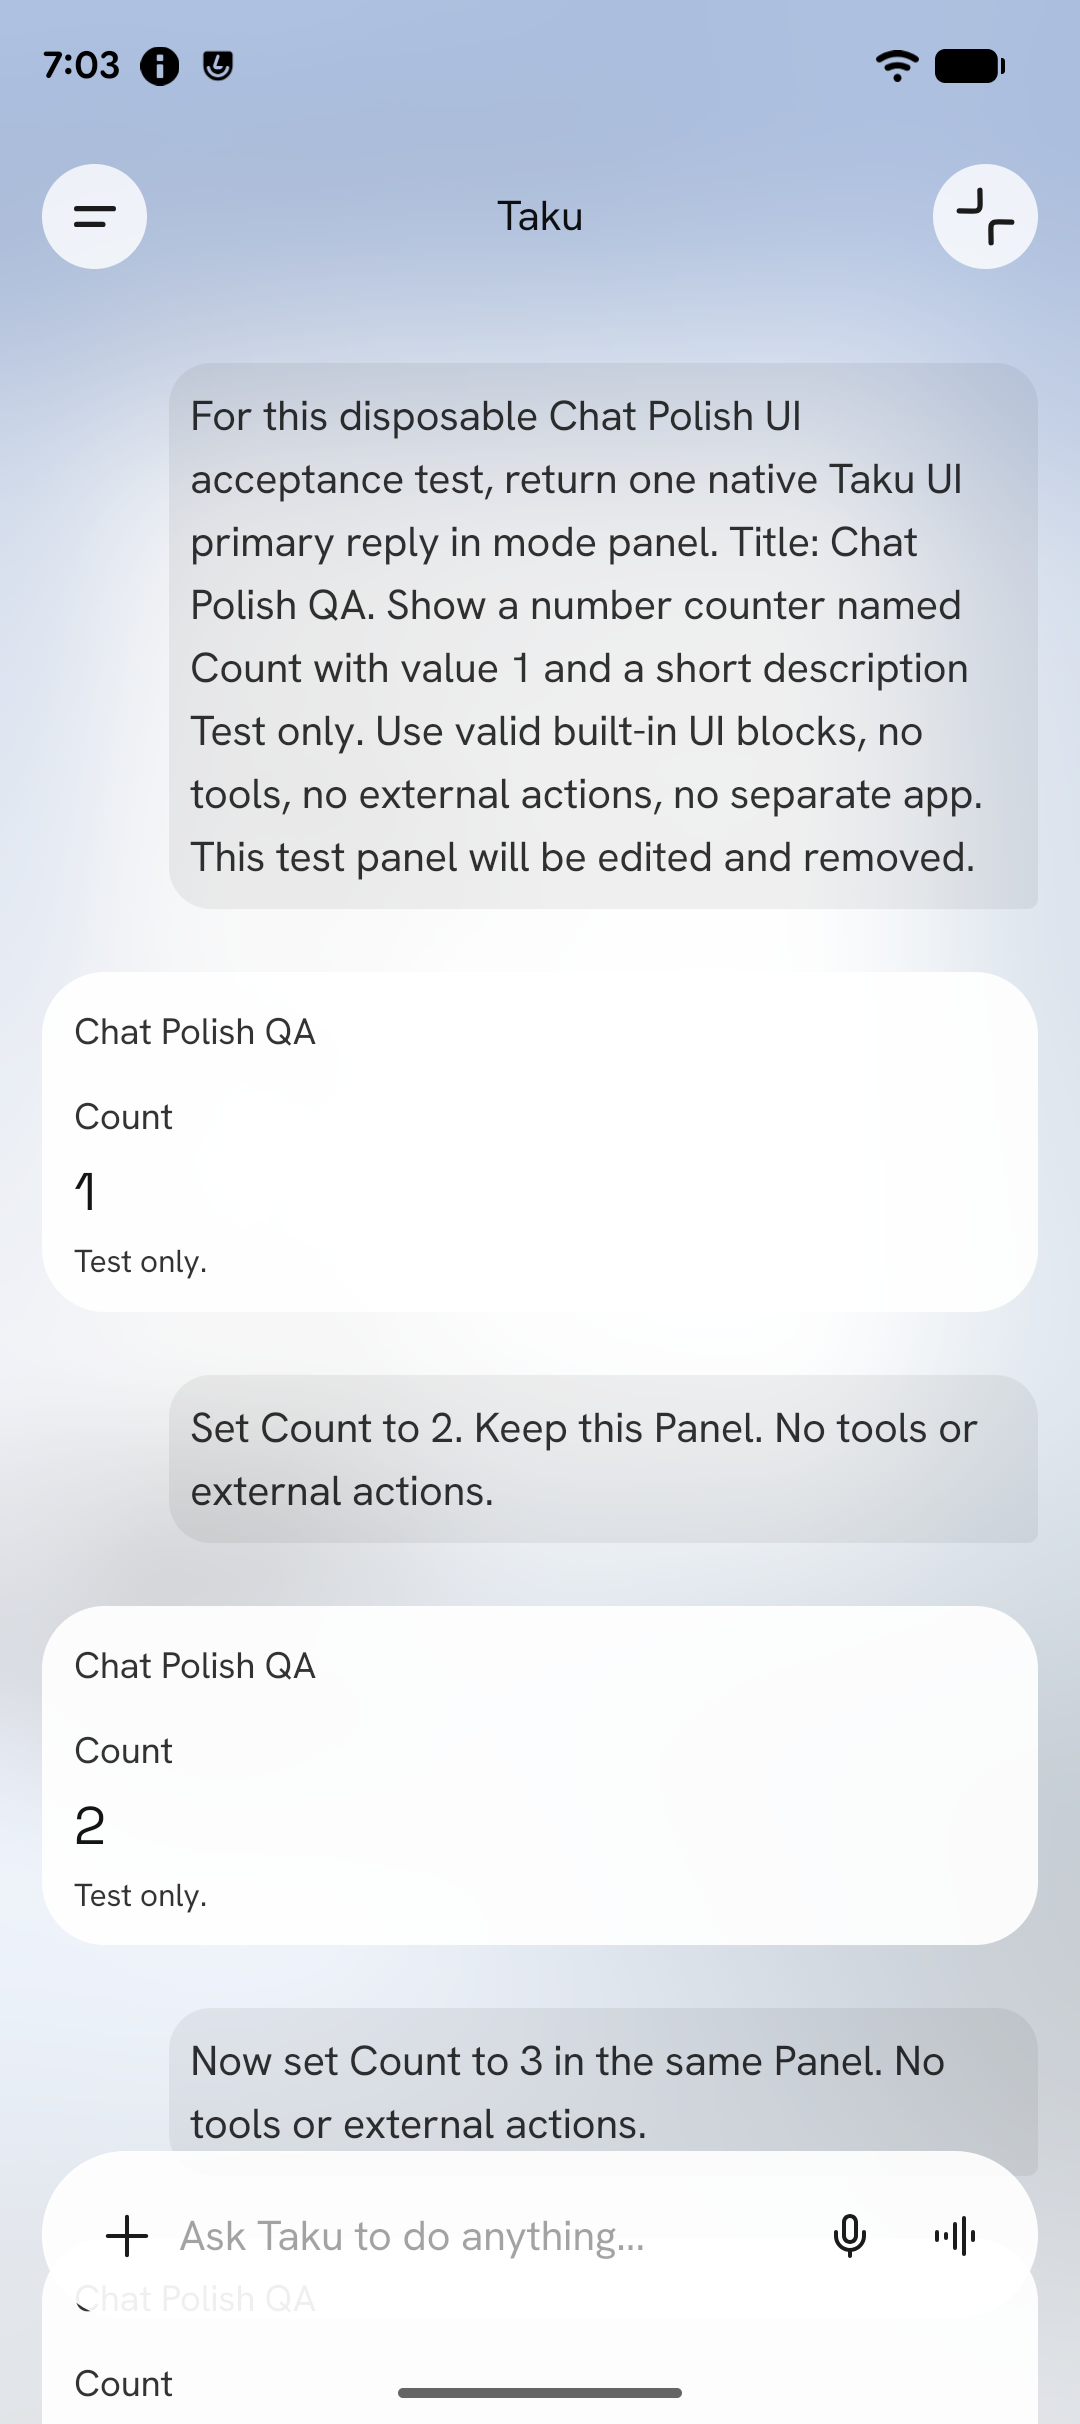 7:03
Taku
For this disposable Chat Polish UI
acceptance test, return one native Taku UI
primary reply in mode panel. Title: Chat
Polish QA. Show a number counter named
Count with value 1 and a short description
Test only. Use valid built-in UI blocks, no
tools, no external actions, no separate app.
This test panel will be edited and removed.
Chat Polish QA
Count
1
Test only.
Set Count to 2. Keep this Panel. No tools or
external actions.
Chat Polish QA
Count
2
Test only.
Now set Count to 3 in the same Panel. No
tools or external actions.
Ask Taku to do anything...
Chat Polish QA
Count